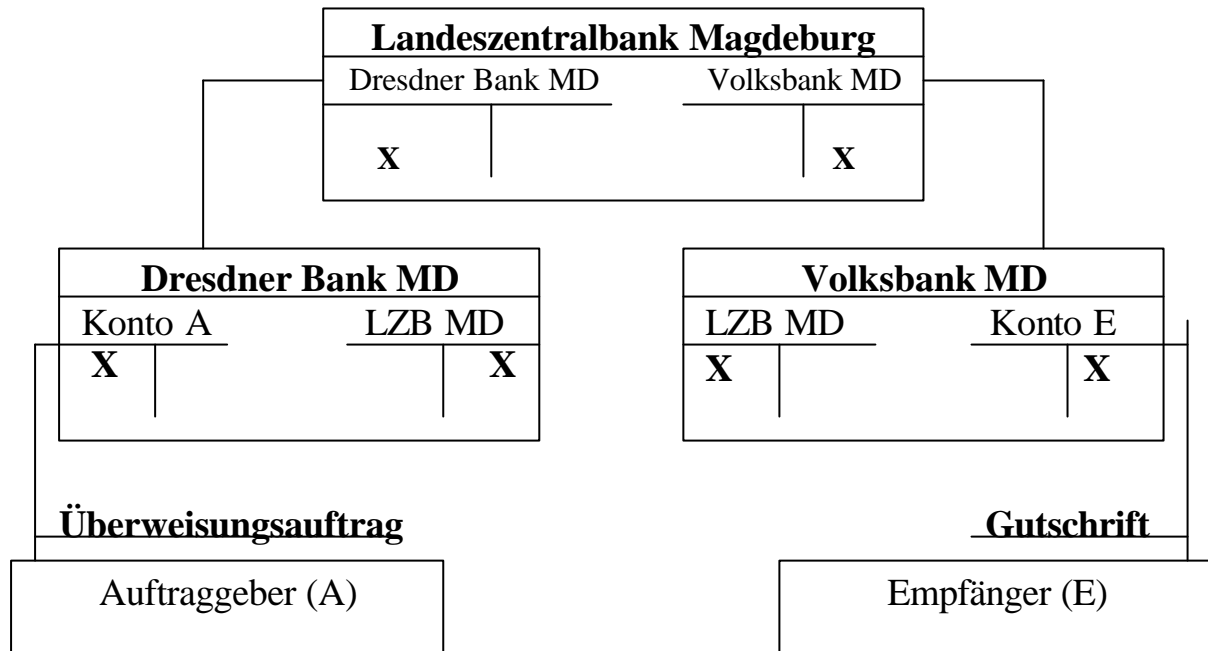 Landeszentralbank Magdeburg
Dresdner Bank MD Volksbank MD
X X
Dresdner Bank MD Volksbank MD
Konto A LZB MD LZB MD Konto E
X X X X
Überweisungsauftrag Gutschrift
Auftraggeber (A) Empfänger (E)